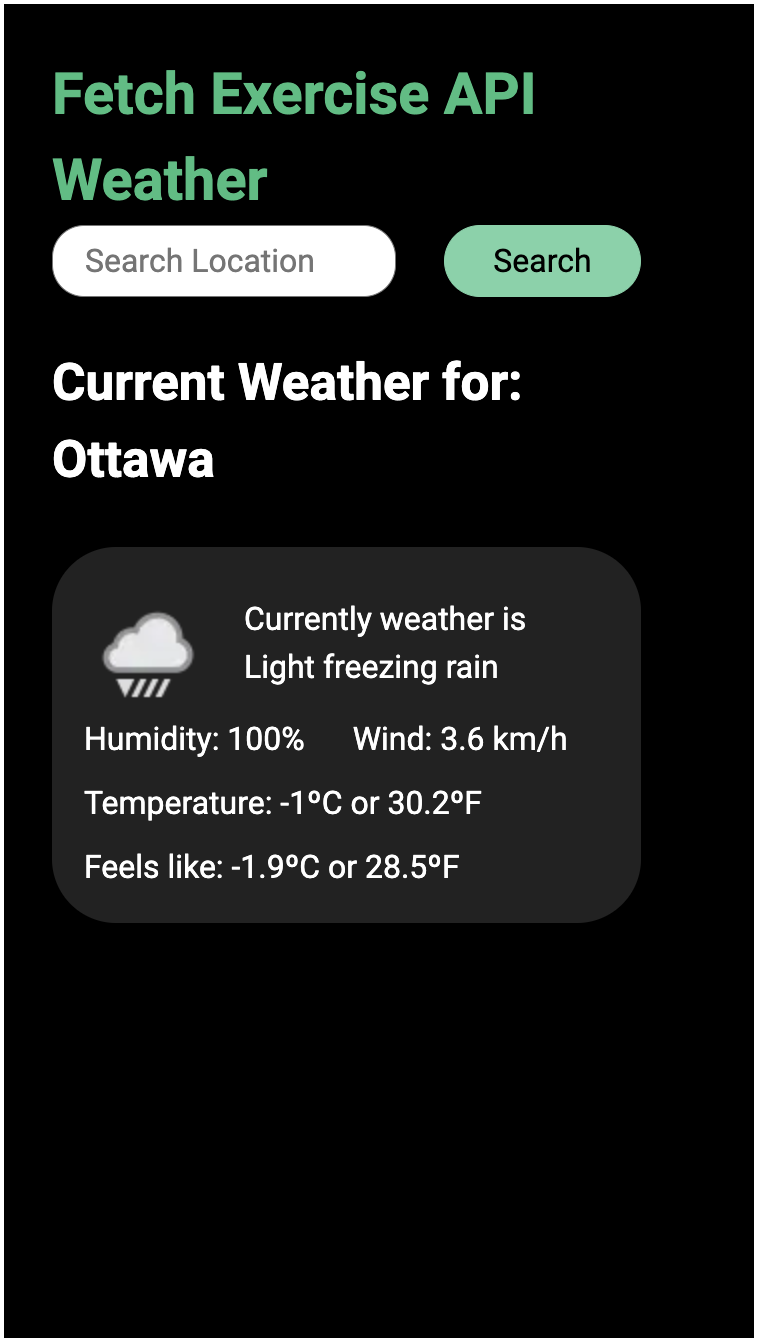 Fetch Exercise API
Weather
Search Location
Search
Current Weather for:
Ottawa
Currently weather is
Light freezing rain
Humidity: 100%
Wind: 3.6 km/h
Temperature: -1ºC or 30.2ºF
Feels like: -1.9ºC or 28.5ºF